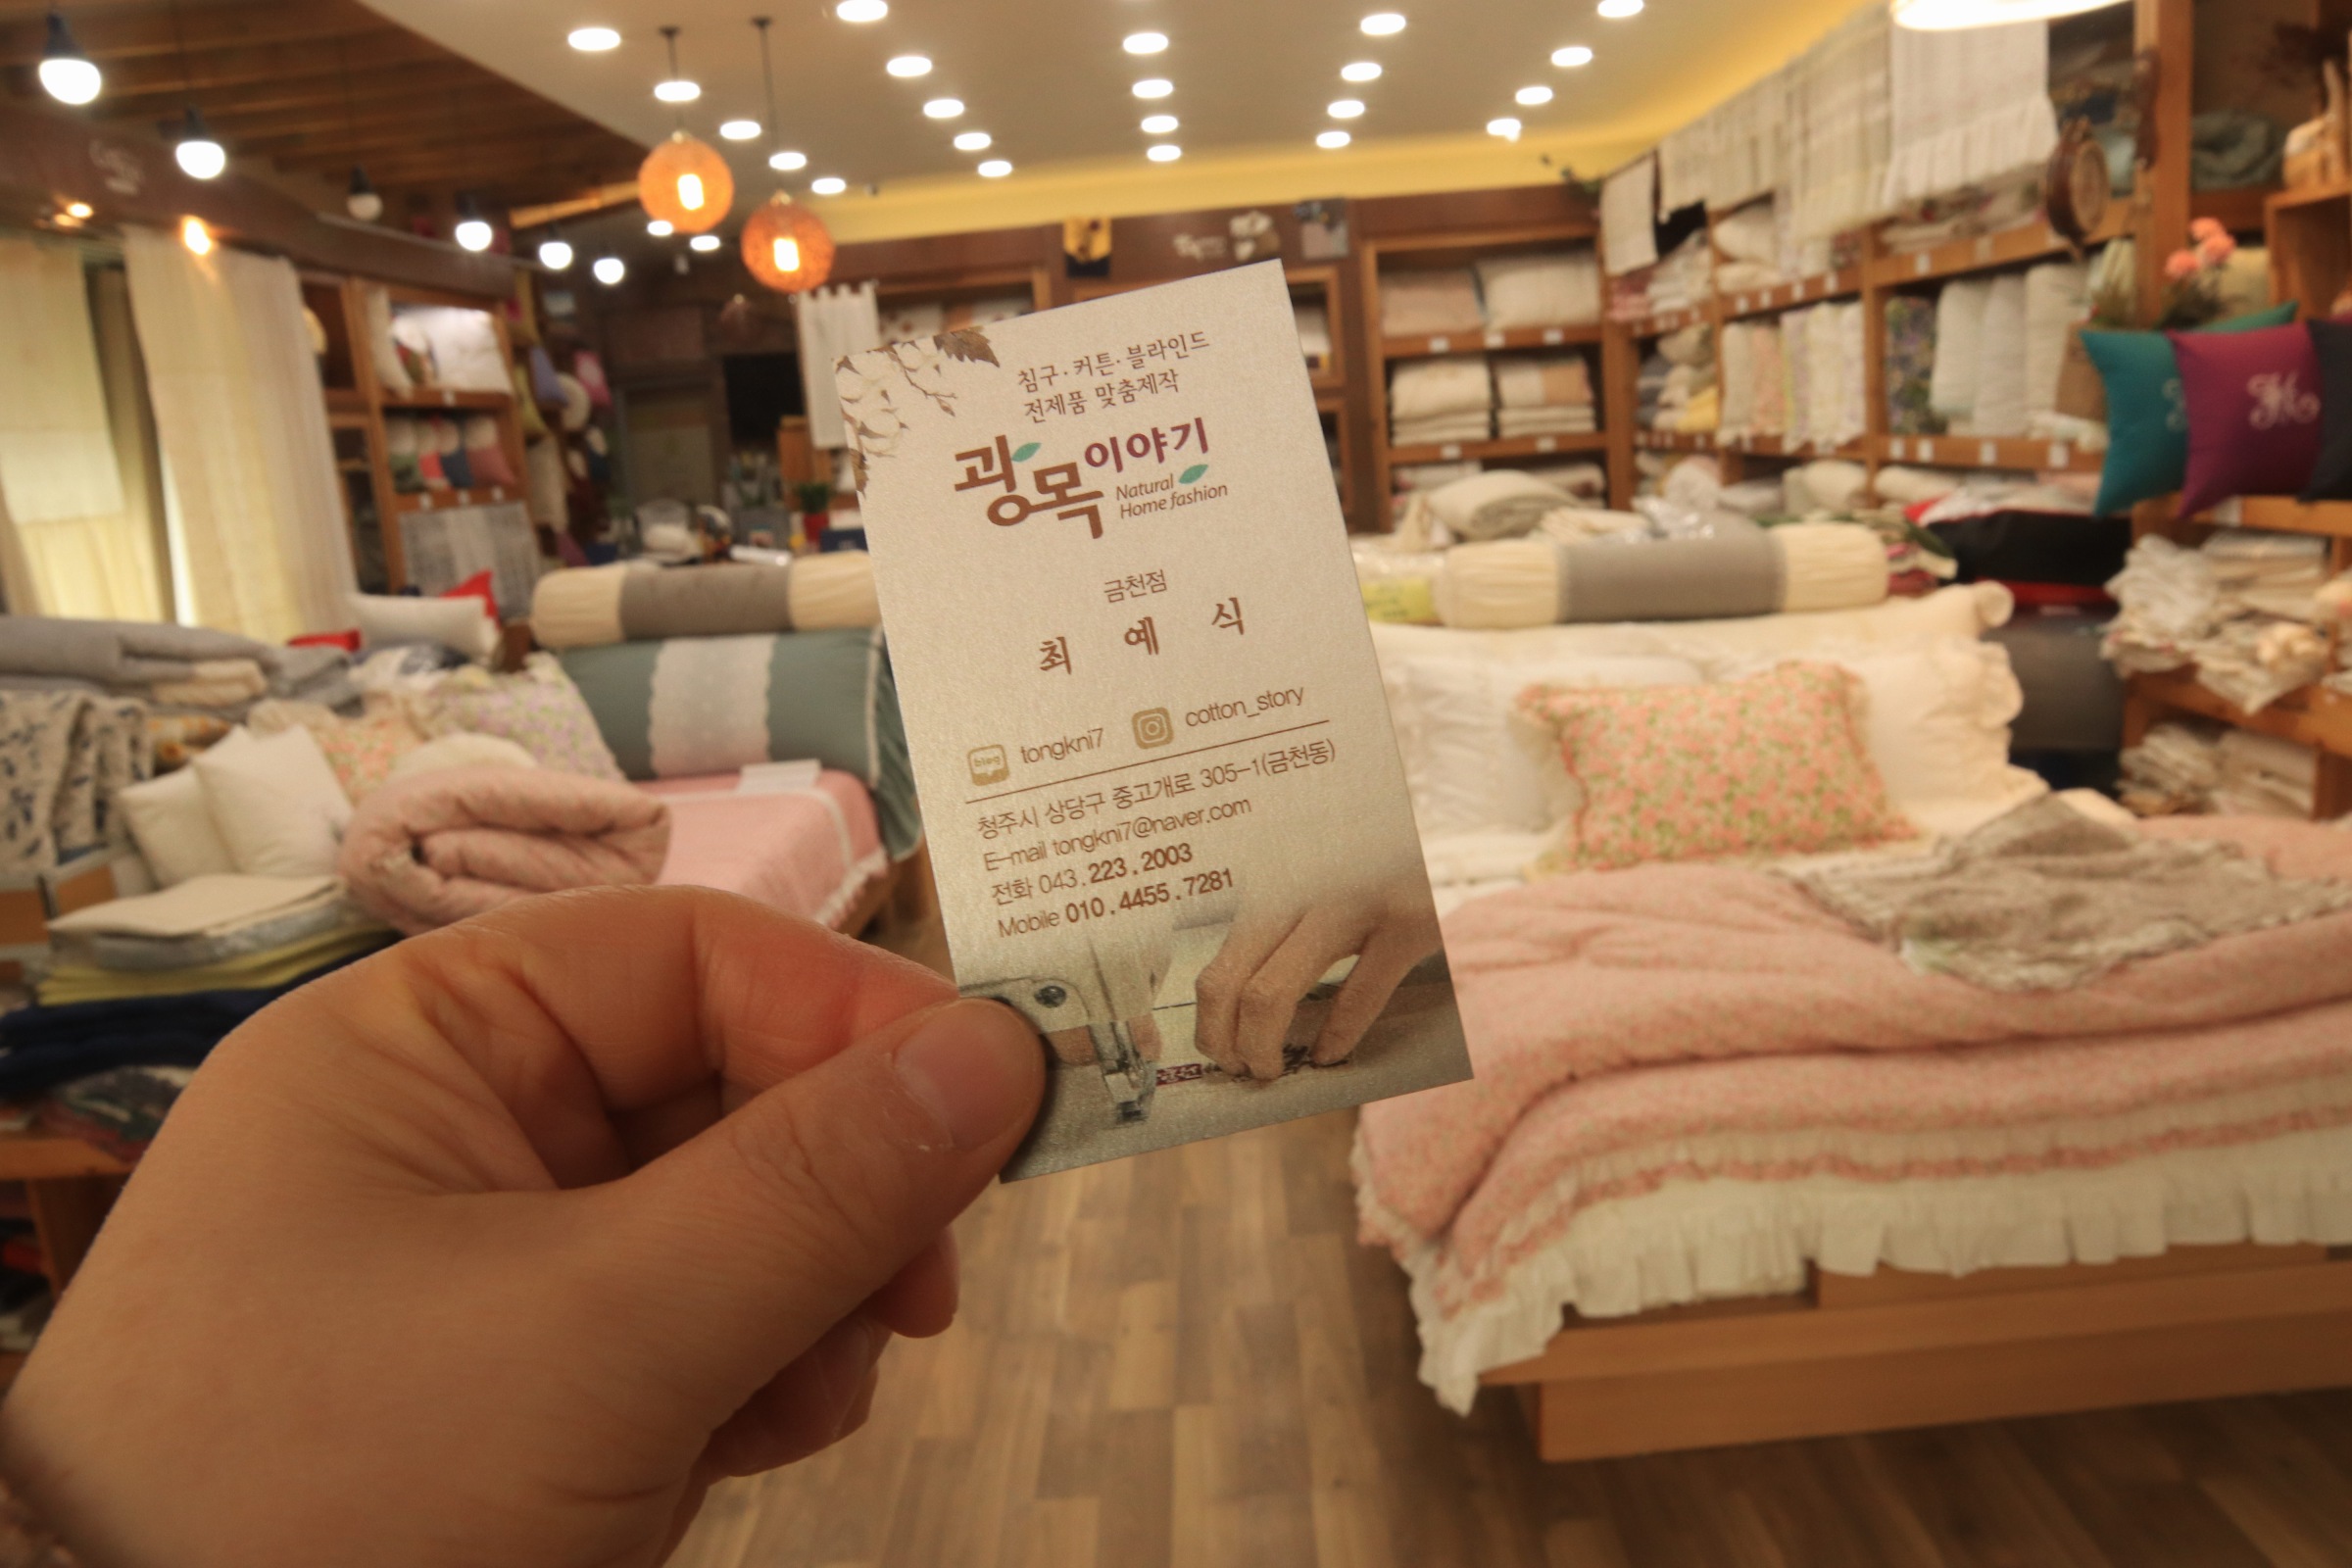 침구·커튼·블라인드
전제품 맞춤제작
광목이야기
Natural
Home fashion
금천점
최 예 식
blog tongkni7 cotton_story
청주시 상당구 중고개로 305-1(금천동)
E-mail tongkni7@naver.com
전화 043.223.2003
Mobile 010.4455.7281